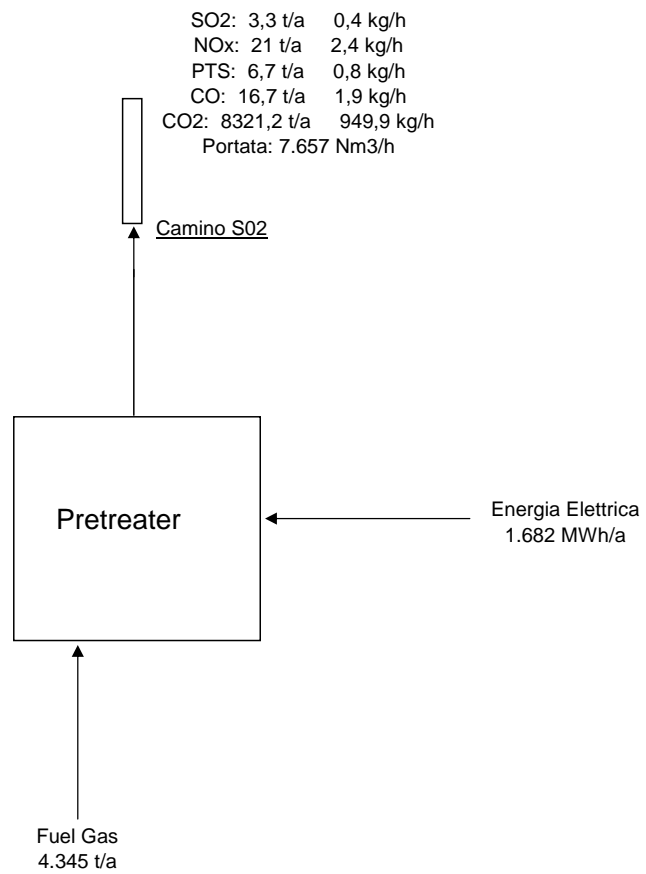 SO2: 3,3 t/a 0,4 kg/h
NOx: 21 t/a 2,4 kg/h
PTS: 6,7 t/a 0,8 kg/h
CO: 16,7 t/a 1,9 kg/h
CO2: 8321,2 t/a 949,9 kg/h
Portata: 7.657 Nm3/h
Camino S02
Pretreater
Energia Elettrica
1.682 MWh/a
Fuel Gas
4.345 t/a